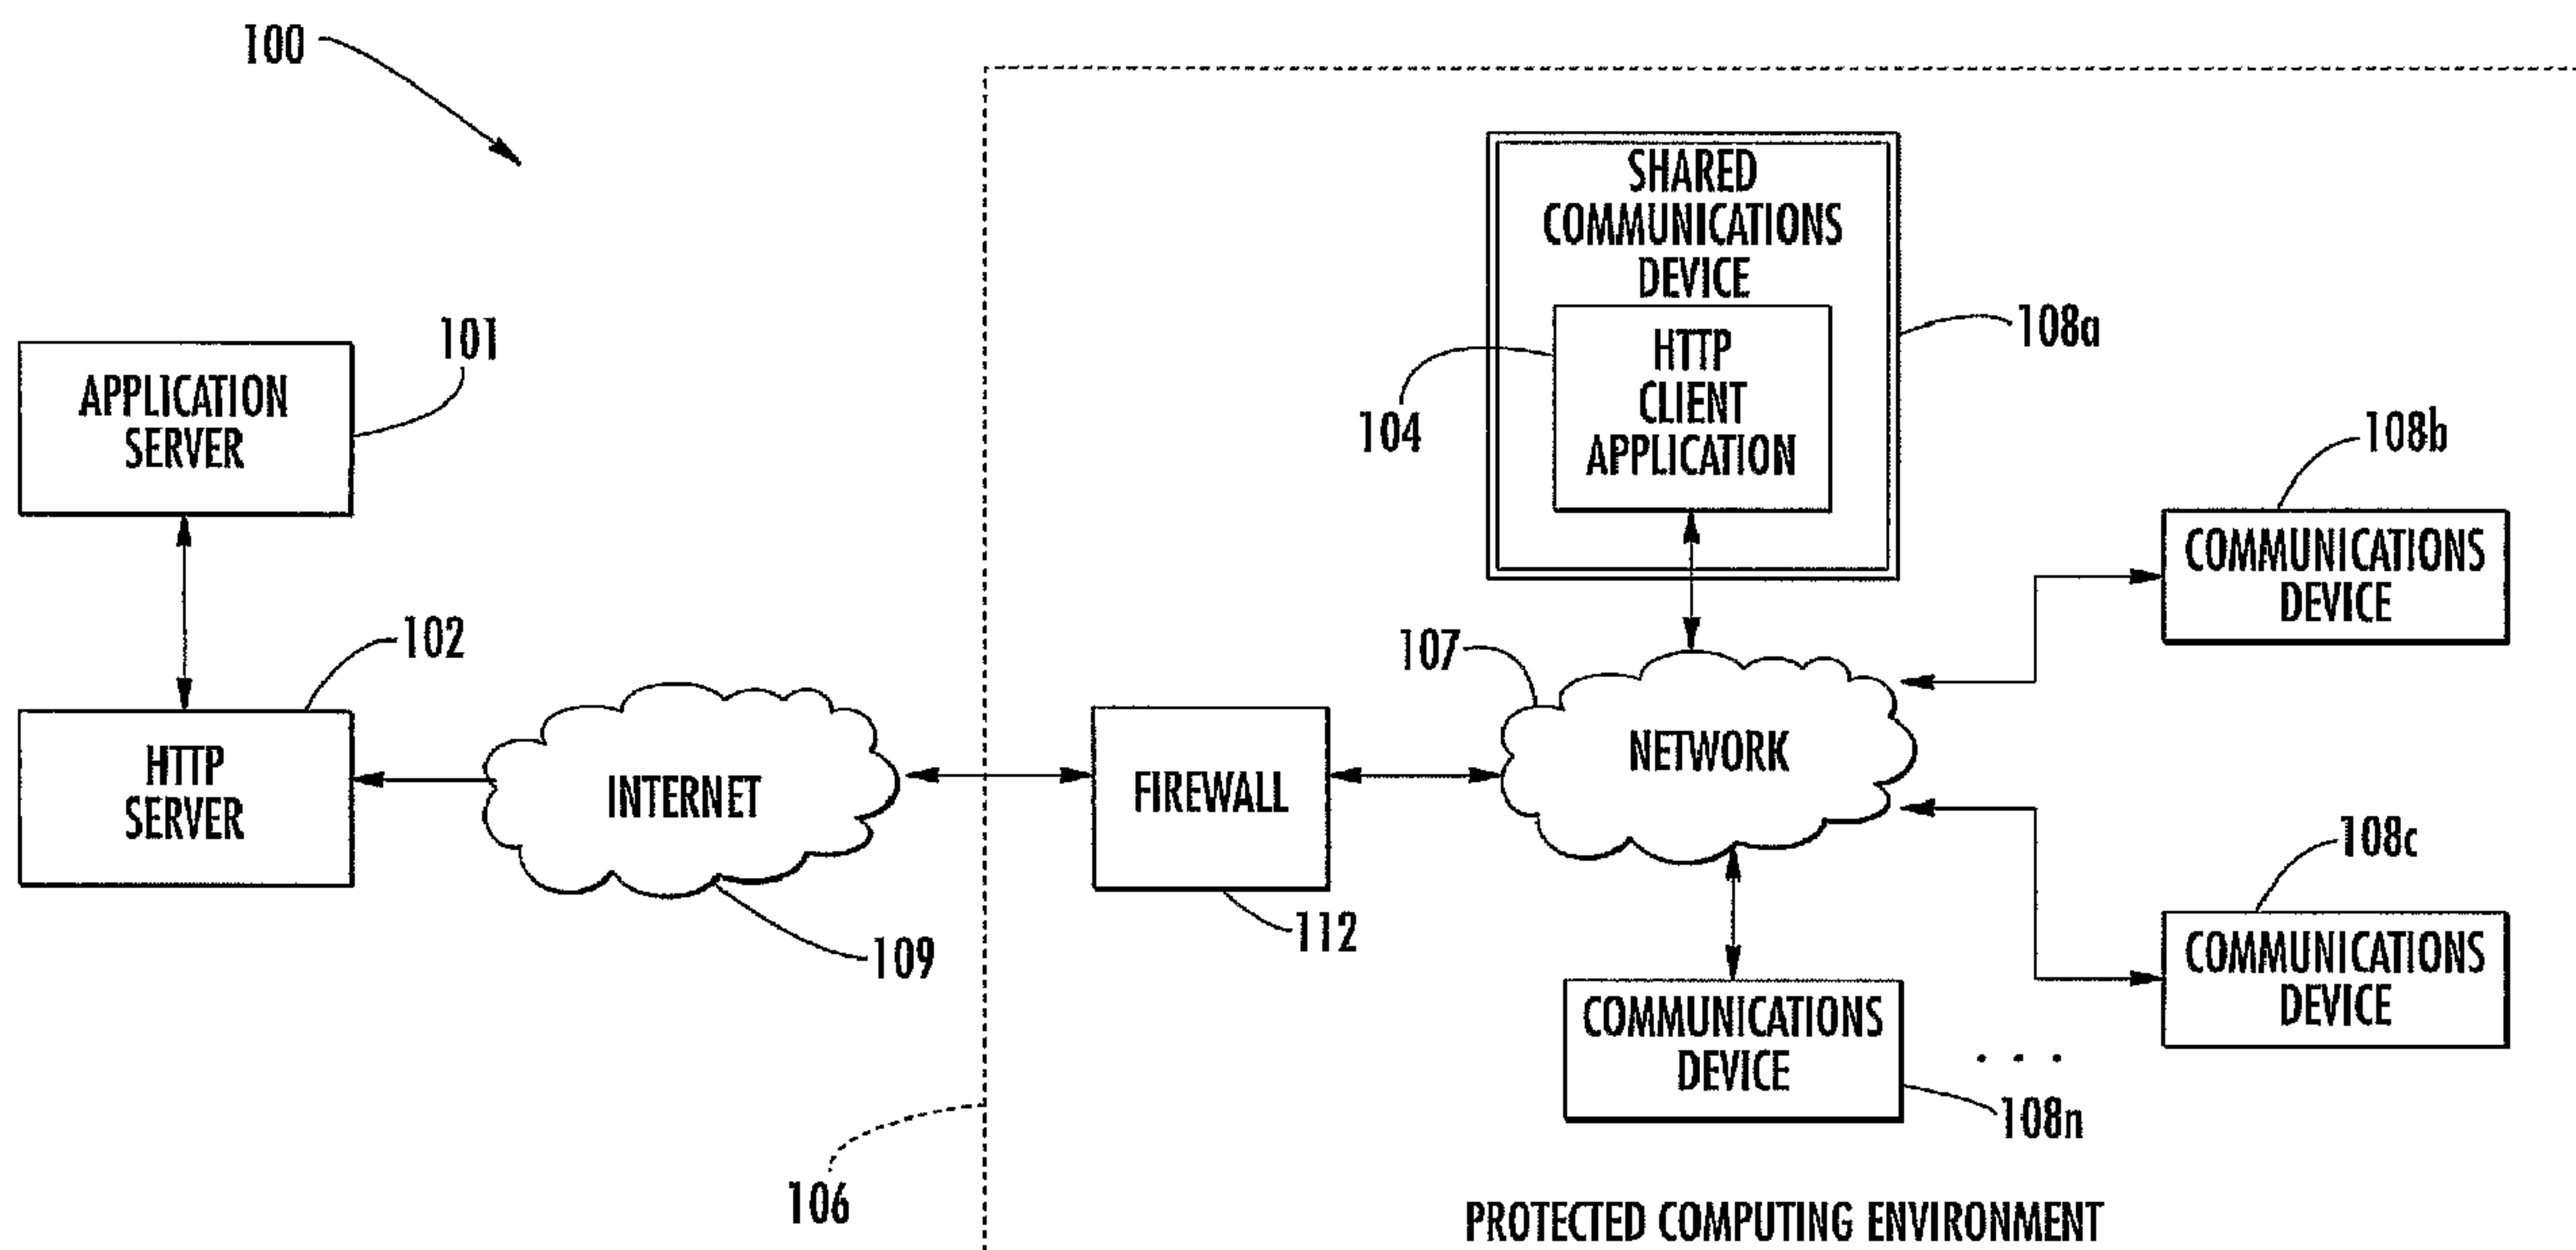 100
SHARED
COMMUNICATIONS
DEVICE
HTTP
CLIENT
APPLICATION
104
108a
APPLICATION
SERVER
101
108b
COMMUNICATIONS
DEVICE
HTTP
SERVER
102
INTERNET
109
FIREWALL
112
107
NETWORK
108c
COMMUNICATIONS
DEVICE
COMMUNICATIONS
DEVICE
. . .
108n
106
PROTECTED COMPUTING ENVIRONMENT